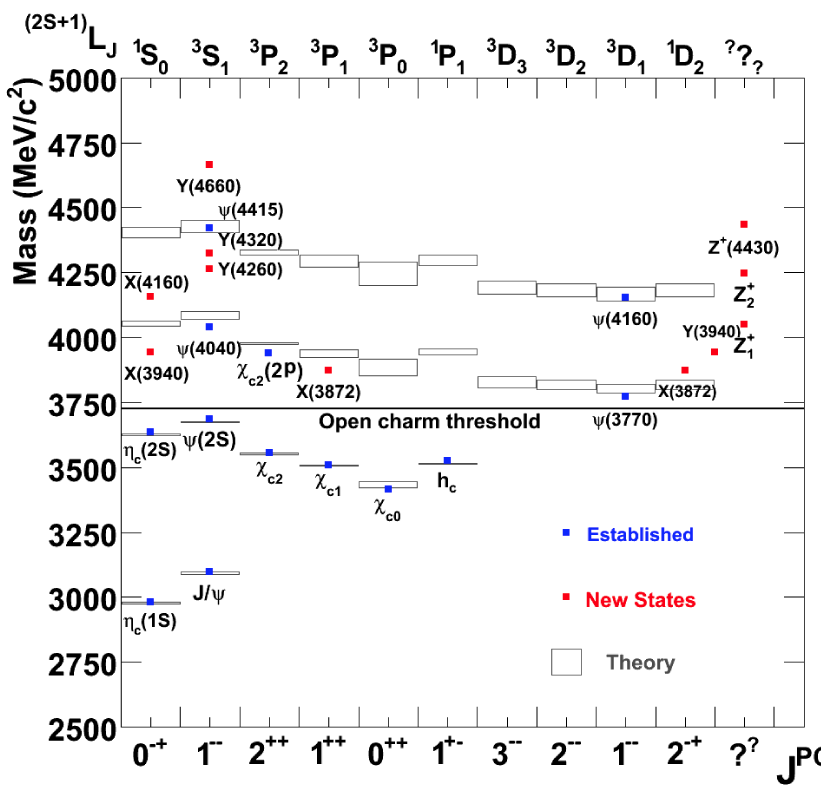 (2S+1)L_J ¹S₀ ³S₁ ³P₂ ³P₁ ³P₀ ¹P₁ ³D₃ ³D₂ ³D₁ ¹D₂ ?? ?
Mass (MeV/c²)
5000
4750
4500
4250
4000
3750
3500
3250
3000
2750
2500
Y(4660)
ψ(4415)
Y(4320)
Y(4260)
X(4160)
ψ(4040)
X(3940)
χc2(2P)
X(3872)
ψ(4160)
Z⁺(4430)
Z₂⁺
Y(3940)
Z₁⁺
X(3872)
Open charm threshold
ψ(3770)
ηc(2S)
ψ(2S)
χc2
χc1
χc0
hc
J/ψ
ηc(1S)
Established
New States
Theory
0⁻⁺ 1⁻⁻ 2⁺⁺ 1⁺⁺ 0⁺⁺ 1⁺⁻ 3⁻⁻ 2⁻⁻ 1⁻⁻ 2⁻⁺ ?? J^PC